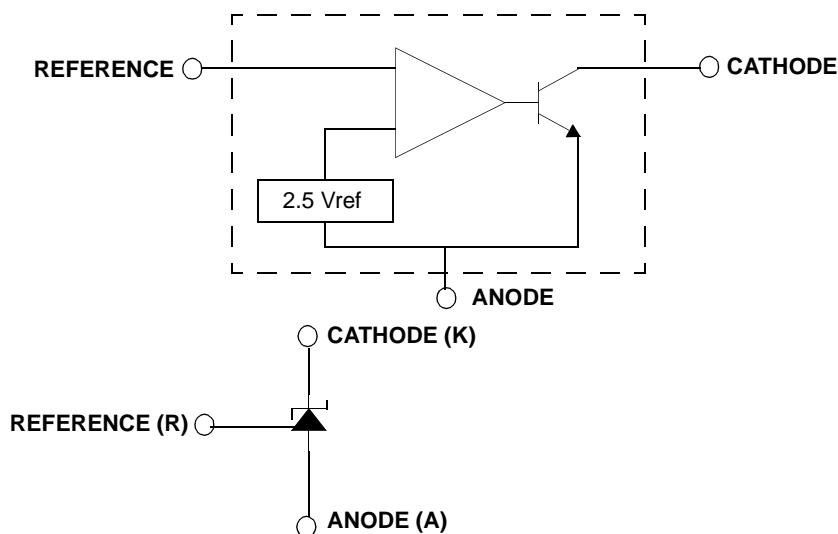 REFERENCE
CATHODE
2.5 Vref
ANODE
CATHODE (K)
REFERENCE (R)
ANODE (A)